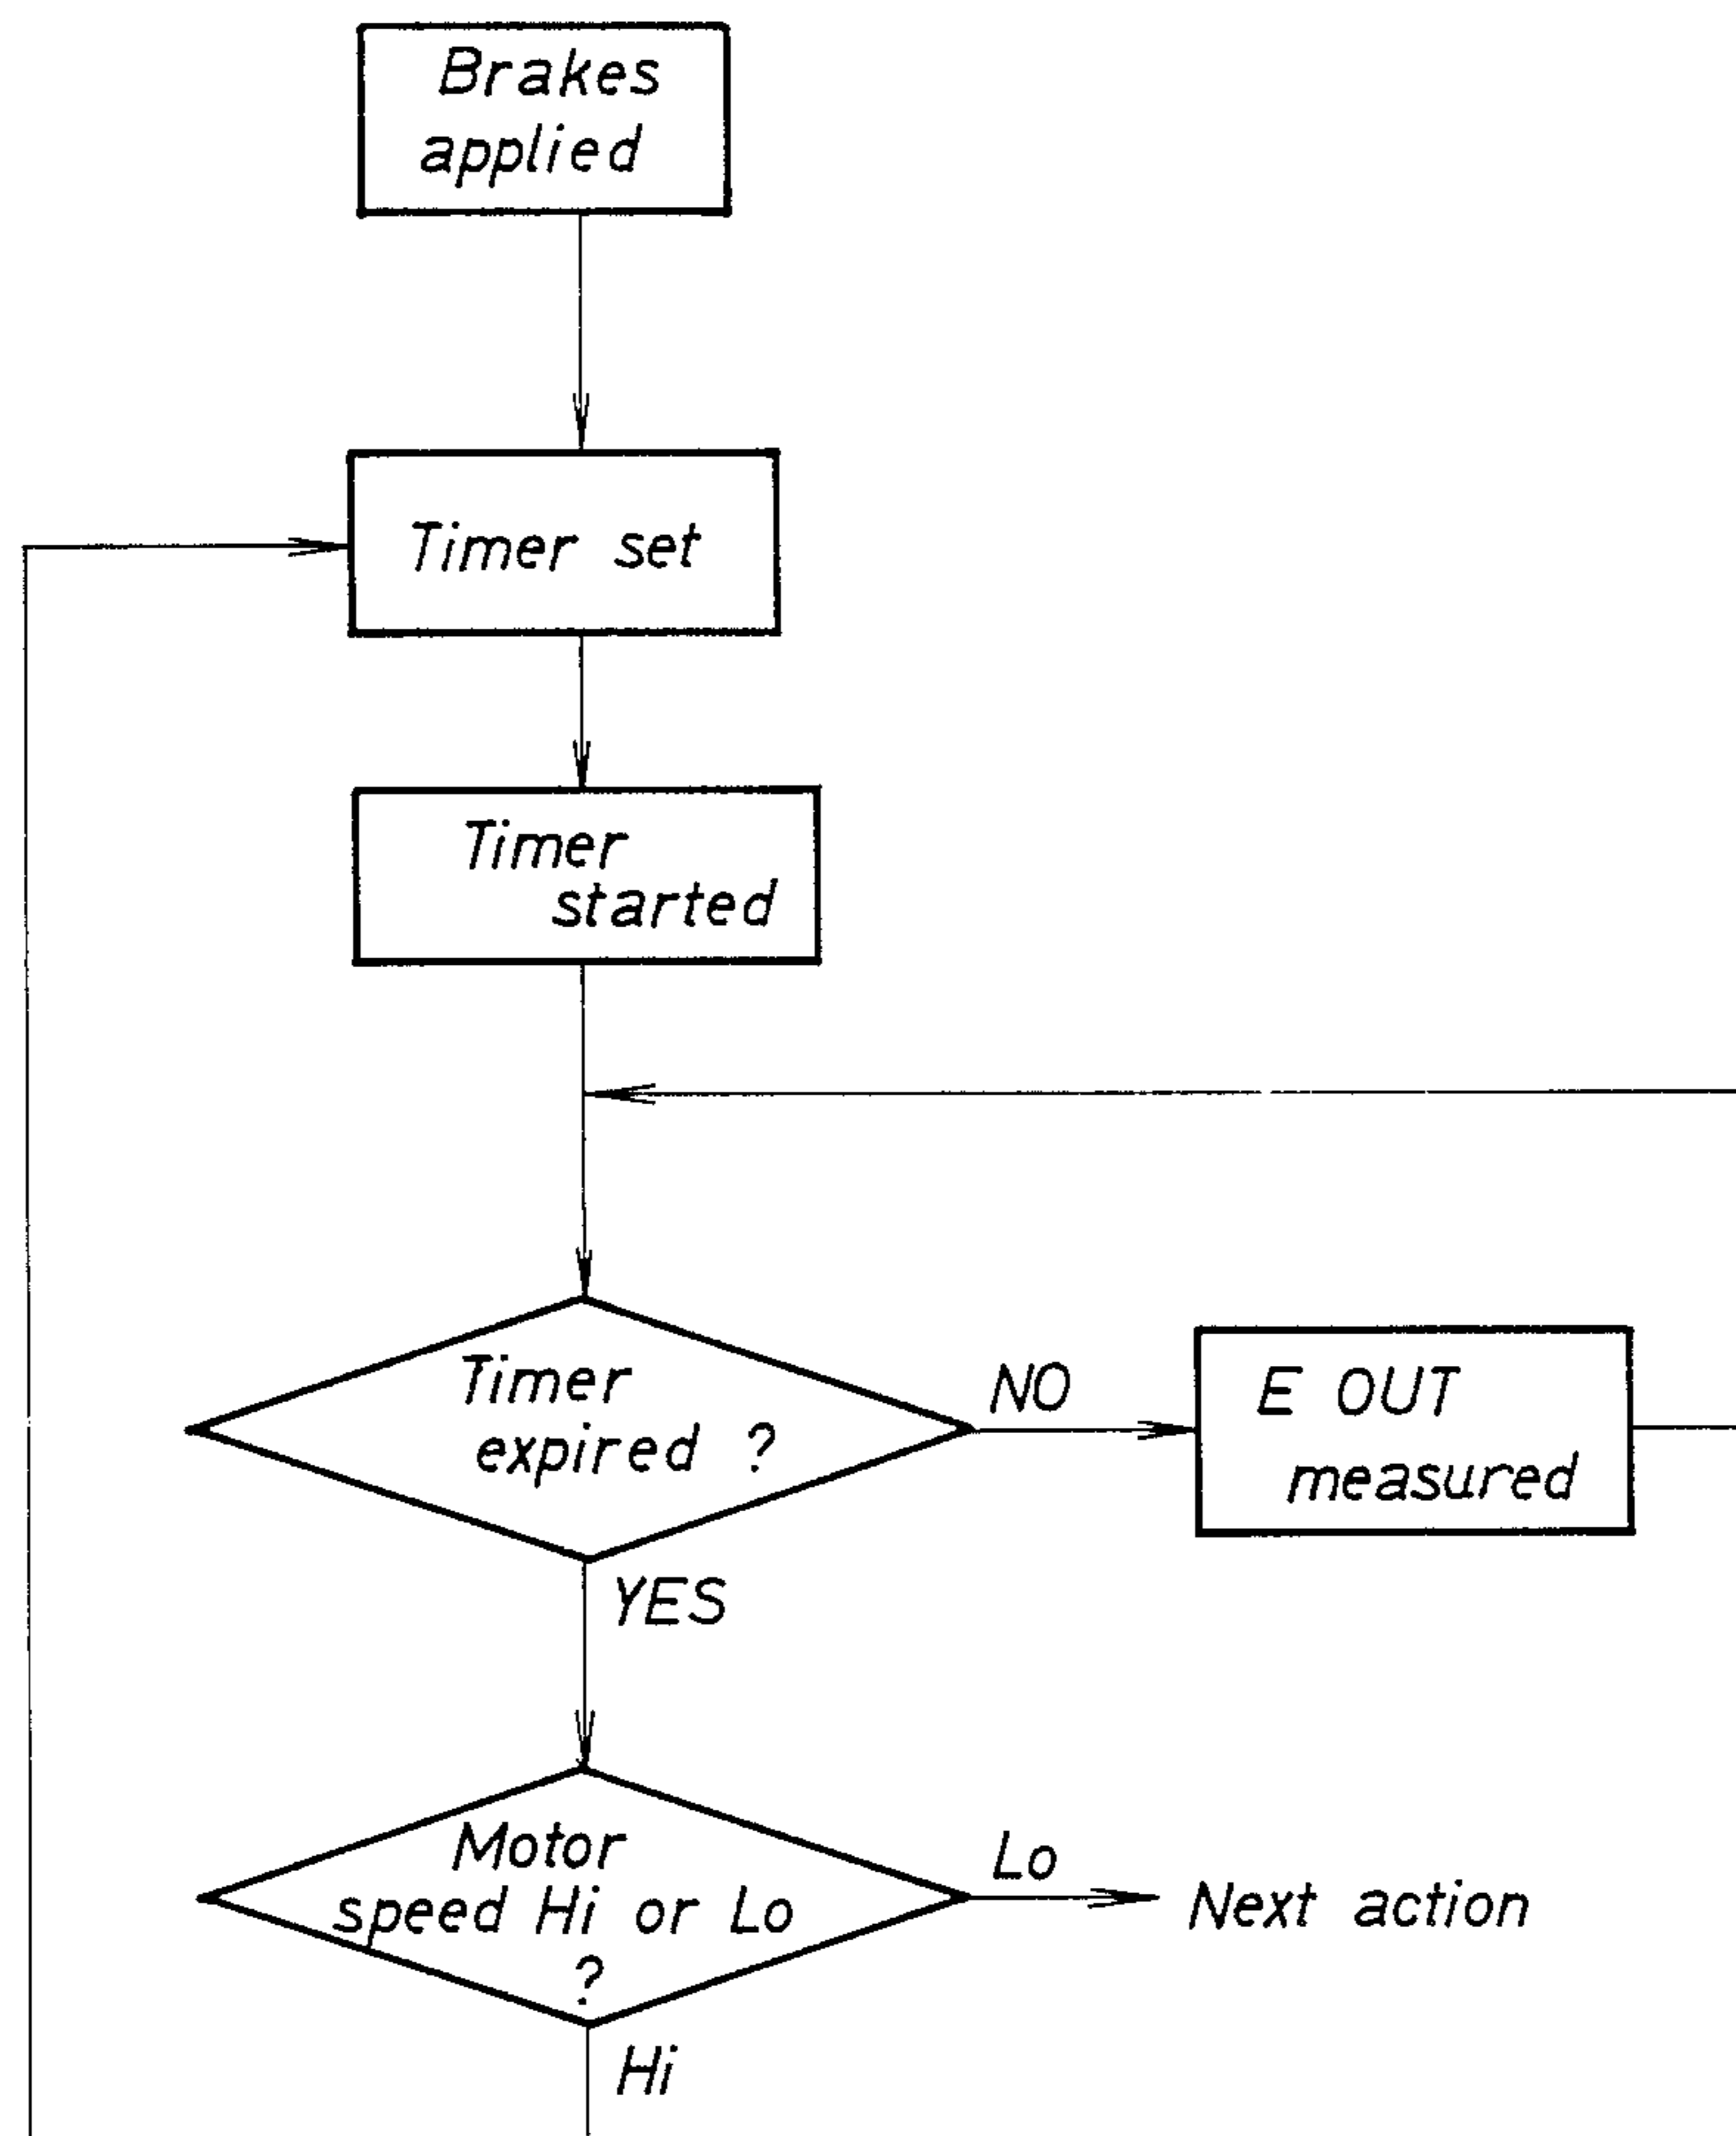 Brakes
applied
Timer set
Timer
started
Timer
expired ?
NO
E OUT
measured
YES
Motor
speed Hi or Lo
?
Lo
Next action
Hi